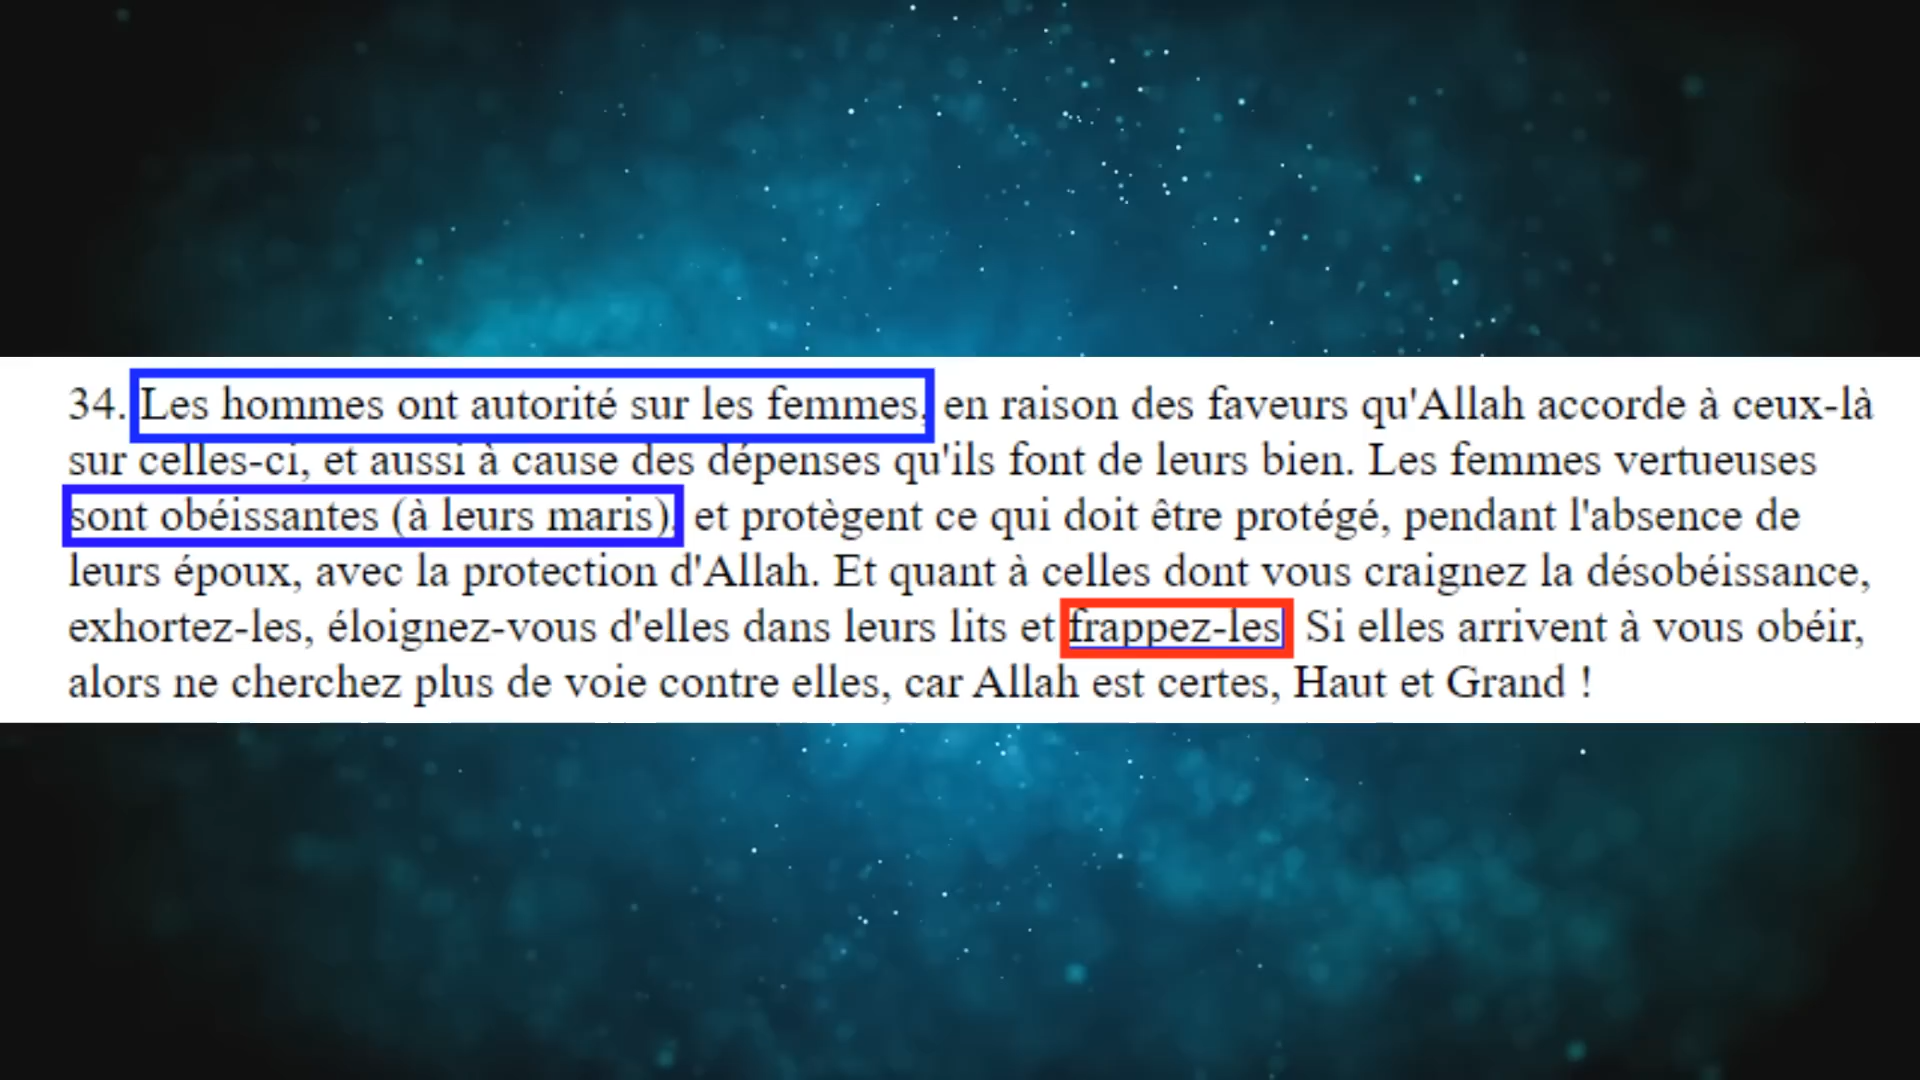 34. Les hommes ont autorité sur les femmes, en raison des faveurs qu'Allah accorde à ceux-là
sur celles-ci, et aussi à cause des dépenses qu'ils font de leurs bien. Les femmes vertueuses
sont obéissantes (à leurs maris), et protègent ce qui doit être protégé, pendant l'absence de
leurs époux, avec la protection d'Allah. Et quant à celles dont vous craignez la désobéissance,
exhortez-les, éloignez-vous d'elles dans leurs lits et frappez-les Si elles arrivent à vous obéir,
alors ne cherchez plus de voie contre elles, car Allah est certes, Haut et Grand !